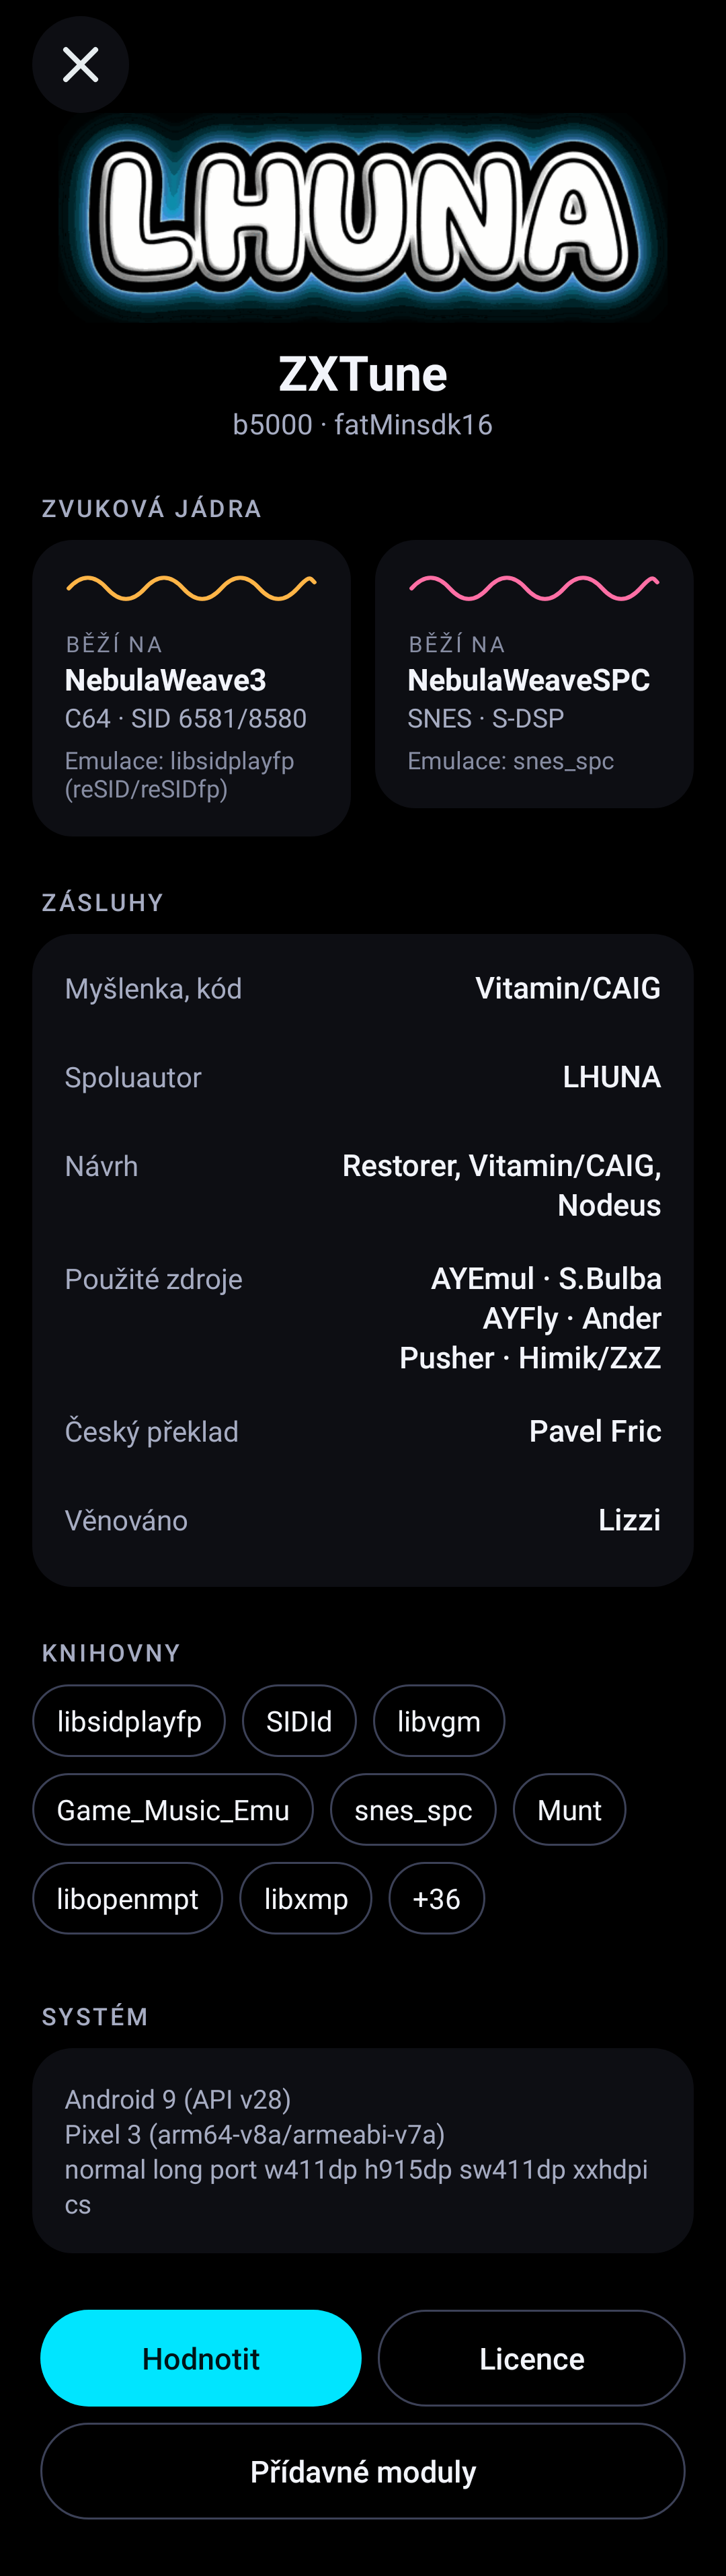 LHUNA
ZXTune
b5000 · fatMinsdk16
ZVUKOVÁ JÁDRA
BĚŽÍ NA
NebulaWeave3
C64 · SID 6581/8580
Emulace: libsidplayfp
(reSID/reSIDfp)
BĚŽÍ NA
NebulaWeaveSPC
SNES · S-DSP
Emulace: snes_spc
ZÁSLUHY
Myšlenka, kód Vitamin/CAIG
Spoluautor LHUNA
Návrh Restorer, Vitamin/CAIG,
Nodeus
Použité zdroje AYEmul · S.Bulba
AYFly · Ander
Pusher · Himik/ZxZ
Český překlad Pavel Fric
Věnováno Lizzi
KNIHOVNY
libsidplayfp SIDId libvgm
Game_Music_Emu snes_spc Munt
libopenmpt libxmp +36
SYSTÉM
Android 9 (API v28)
Pixel 3 (arm64-v8a/armeabi-v7a)
normal long port w411dp h915dp sw411dp xxhdpi
cs
Hodnotit Licence
Přídavné moduly